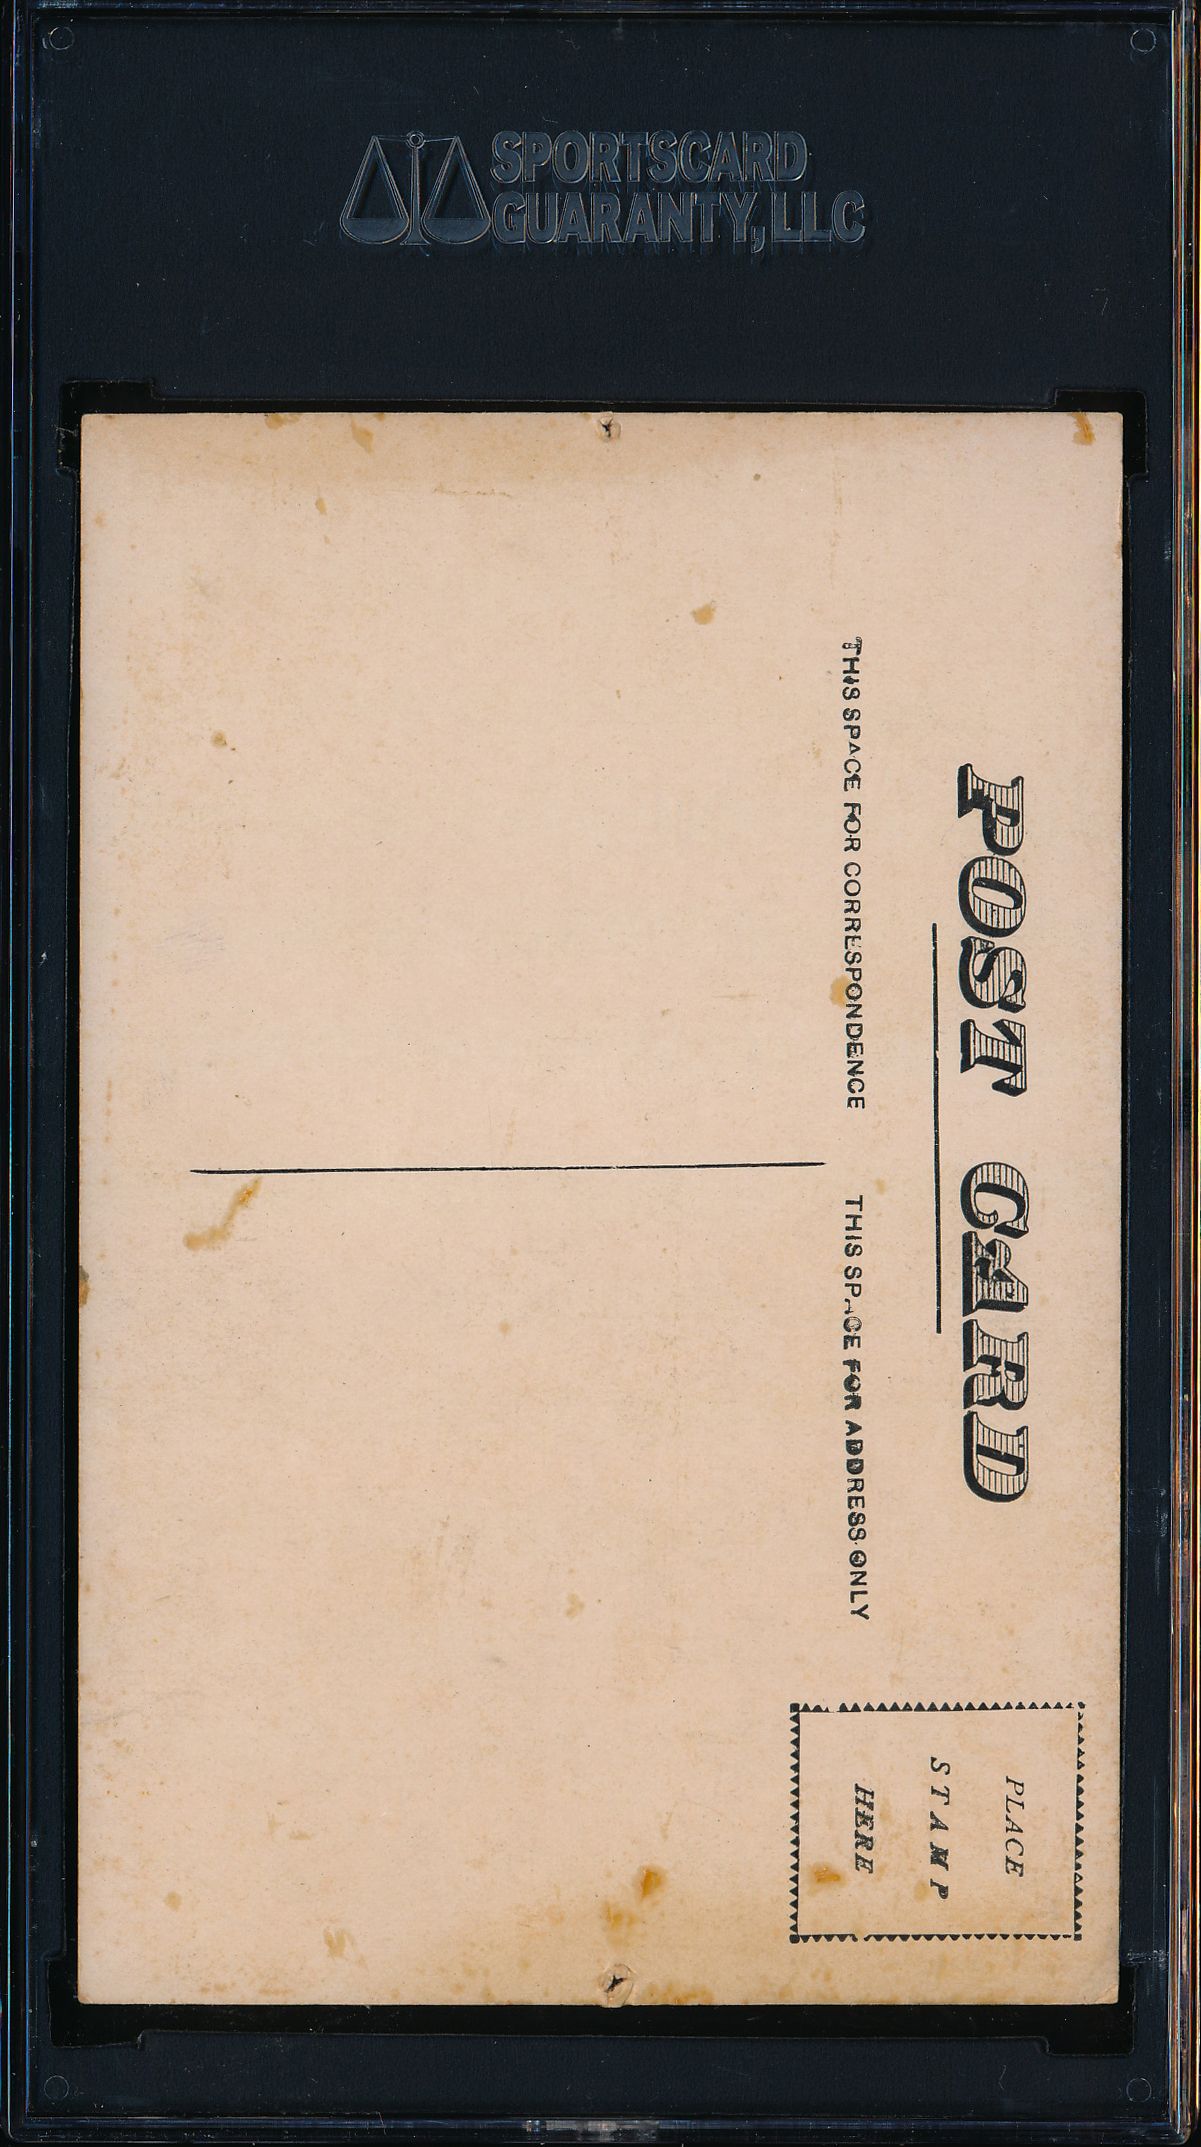 SPORTSCARD
GUARANTY, LLC
POST CARD
THIS SPACE FOR CORRESPONDENCE
THIS SPACE FOR ADDRESS ONLY
PLACE
STAMP
HERE